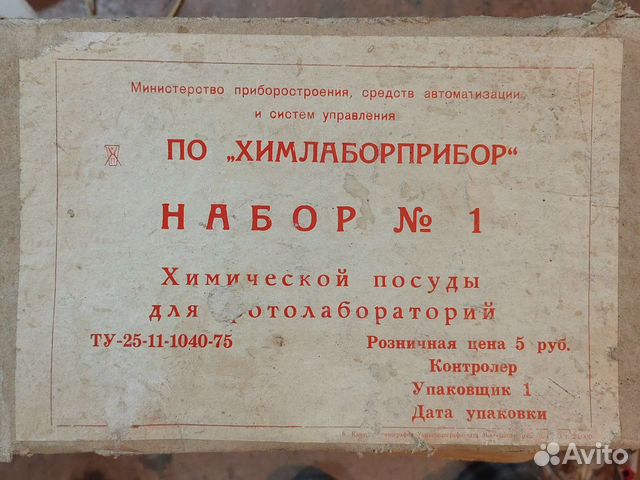 Министерство приборостроения, средств автоматизации
и систем управления
ПО „ХИМЛАБОРПРИБОР“
НАБОР № 1
Химической посуды
для фотолабораторий
ТУ-25-11-1040-75
Розничная цена 5 руб.
Контролер
Упаковщик 1
Дата упаковки
Avito